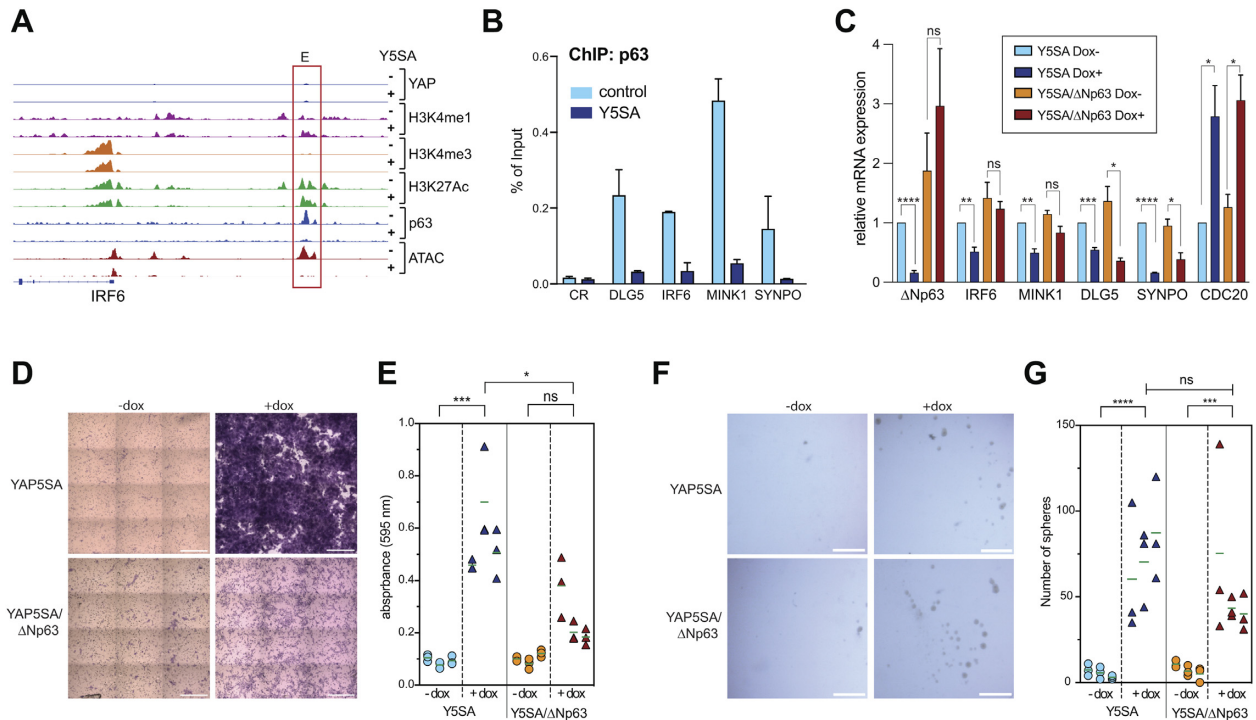 A
E
Y5SA
-
YAP
+
-
H3K4me1
+
-
H3K4me3
+
-
H3K27Ac
+
-
p63
+
-
ATAC
+
IRF6
B
ChIP: p63
control
Y5SA
% of Input
0.6
0.4
0.2
0.0
CR DLG5 IRF6 MINK1 SYNPO
C
Y5SA Dox-
Y5SA Dox+
Y5SA/ΔNp63 Dox-
Y5SA/ΔNp63 Dox+
relative mRNA expression
4
3
2
1
0
ns
**** ** ns ** ns *** * **** * * *
ΔNp63 IRF6 MINK1 DLG5 SYNPO CDC20
D
-dox +dox
YAP5SA
YAP5SA/
ΔNp63
E
*
*** ns
absprbance (595 nm)
1.0
0.8
0.6
0.4
0.2
0.0
-dox +dox -dox +dox
Y5SA Y5SA/ΔNp63
F
-dox +dox
YAP5SA
YAP5SA/
ΔNp63
G
ns
**** ***
Number of spheres
150
100
50
0
-dox + dox -dox + dox
Y5SA Y5SA/ΔNp63